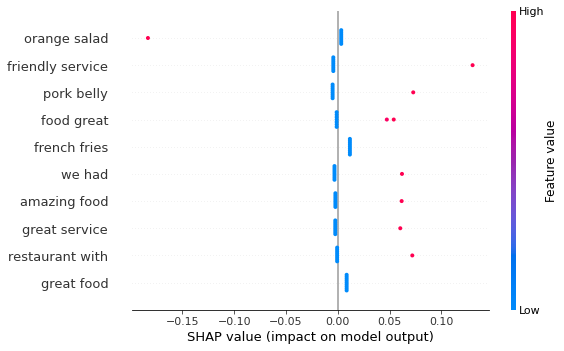 High
orange salad
friendly service
pork belly
food great
french fries
we had
amazing food
great service
restaurant with
great food
Feature value
Low
−0.15 −0.10 −0.05 0.00 0.05 0.10
SHAP value (impact on model output)